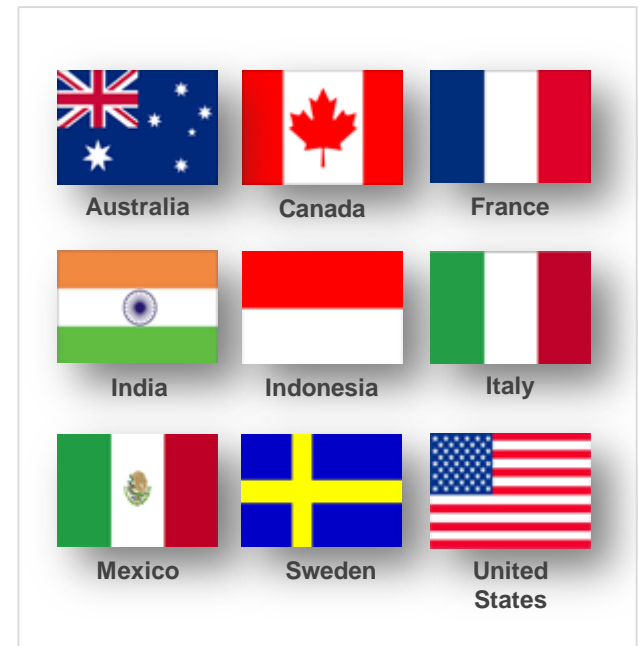 Australia
Canada
France
India
Indonesia
Italy
Mexico
Sweden
United
States